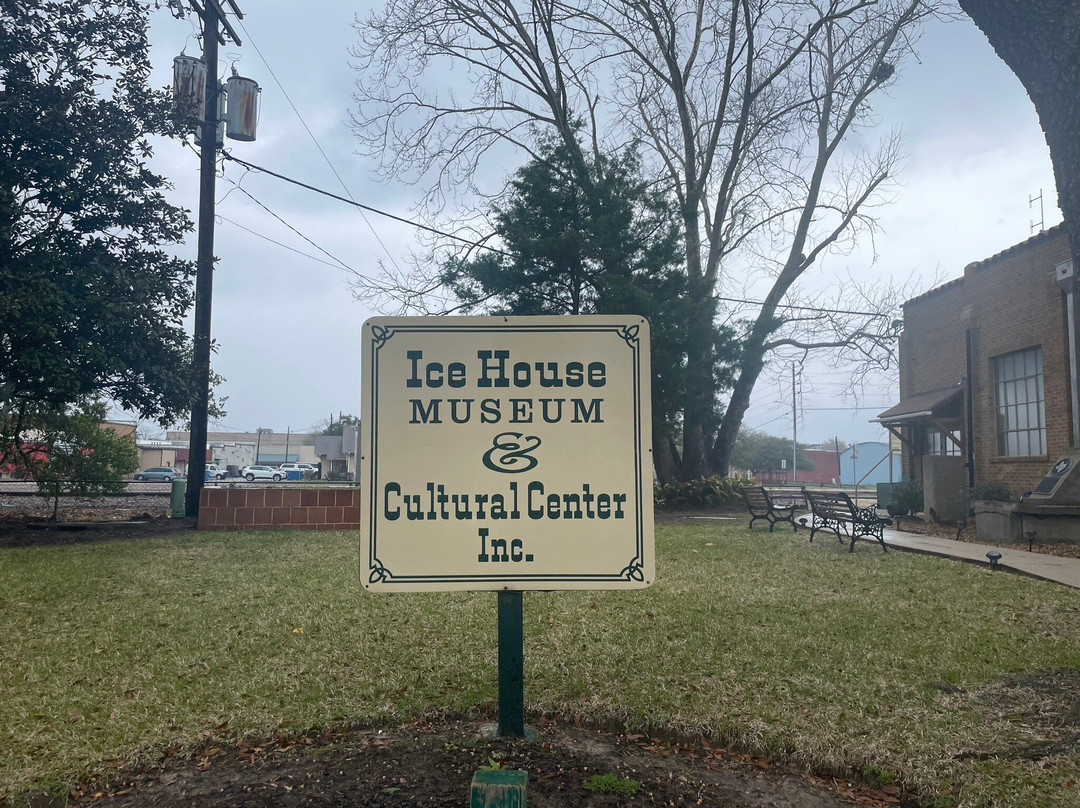 Ice House
MUSEUM
&
Cultural Center
Inc.